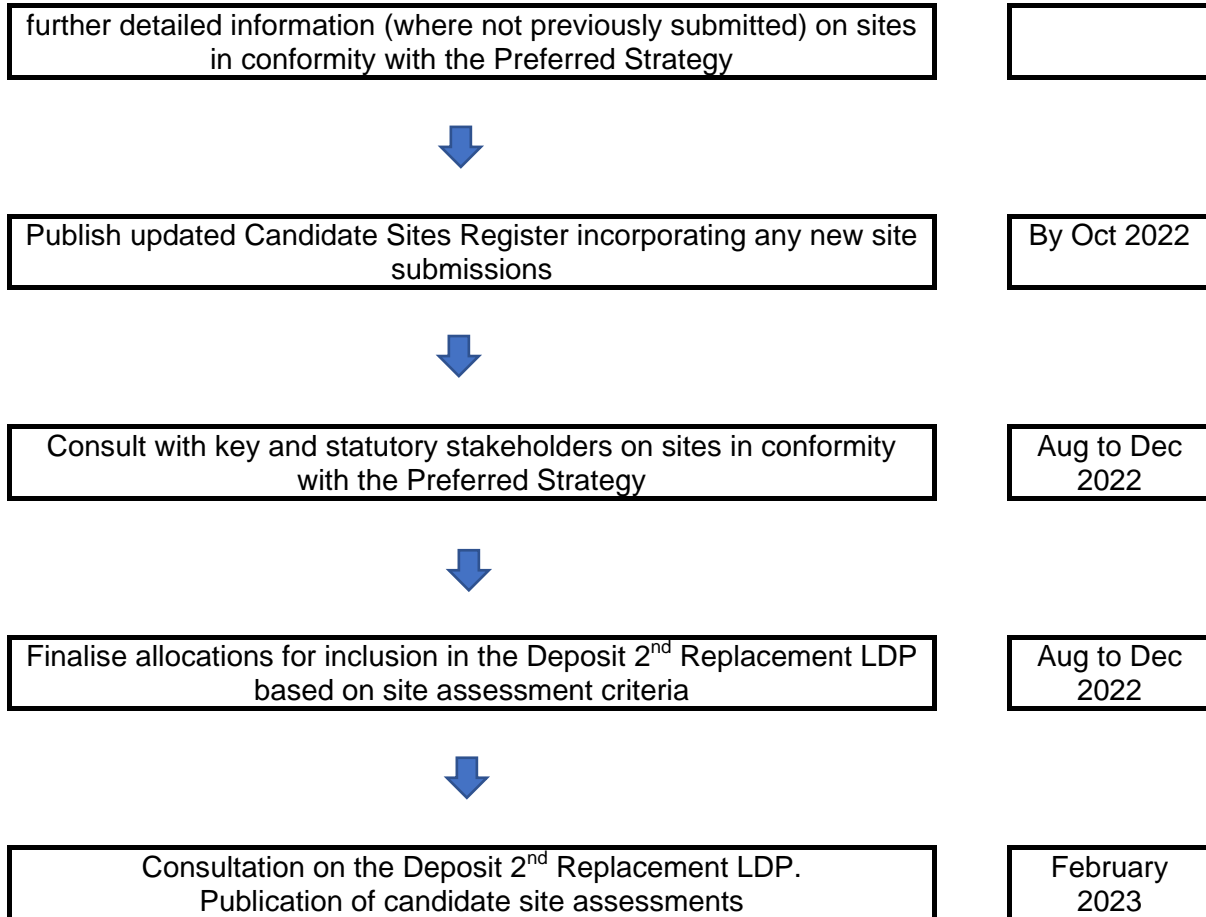 further detailed information (where not previously submitted) on sites
in conformity with the Preferred Strategy
Publish updated Candidate Sites Register incorporating any new site
submissions
By Oct 2022
Consult with key and statutory stakeholders on sites in conformity
with the Preferred Strategy
Aug to Dec
2022
Finalise allocations for inclusion in the Deposit 2nd Replacement LDP
based on site assessment criteria
Aug to Dec
2022
Consultation on the Deposit 2nd Replacement LDP.
Publication of candidate site assessments
February
2023